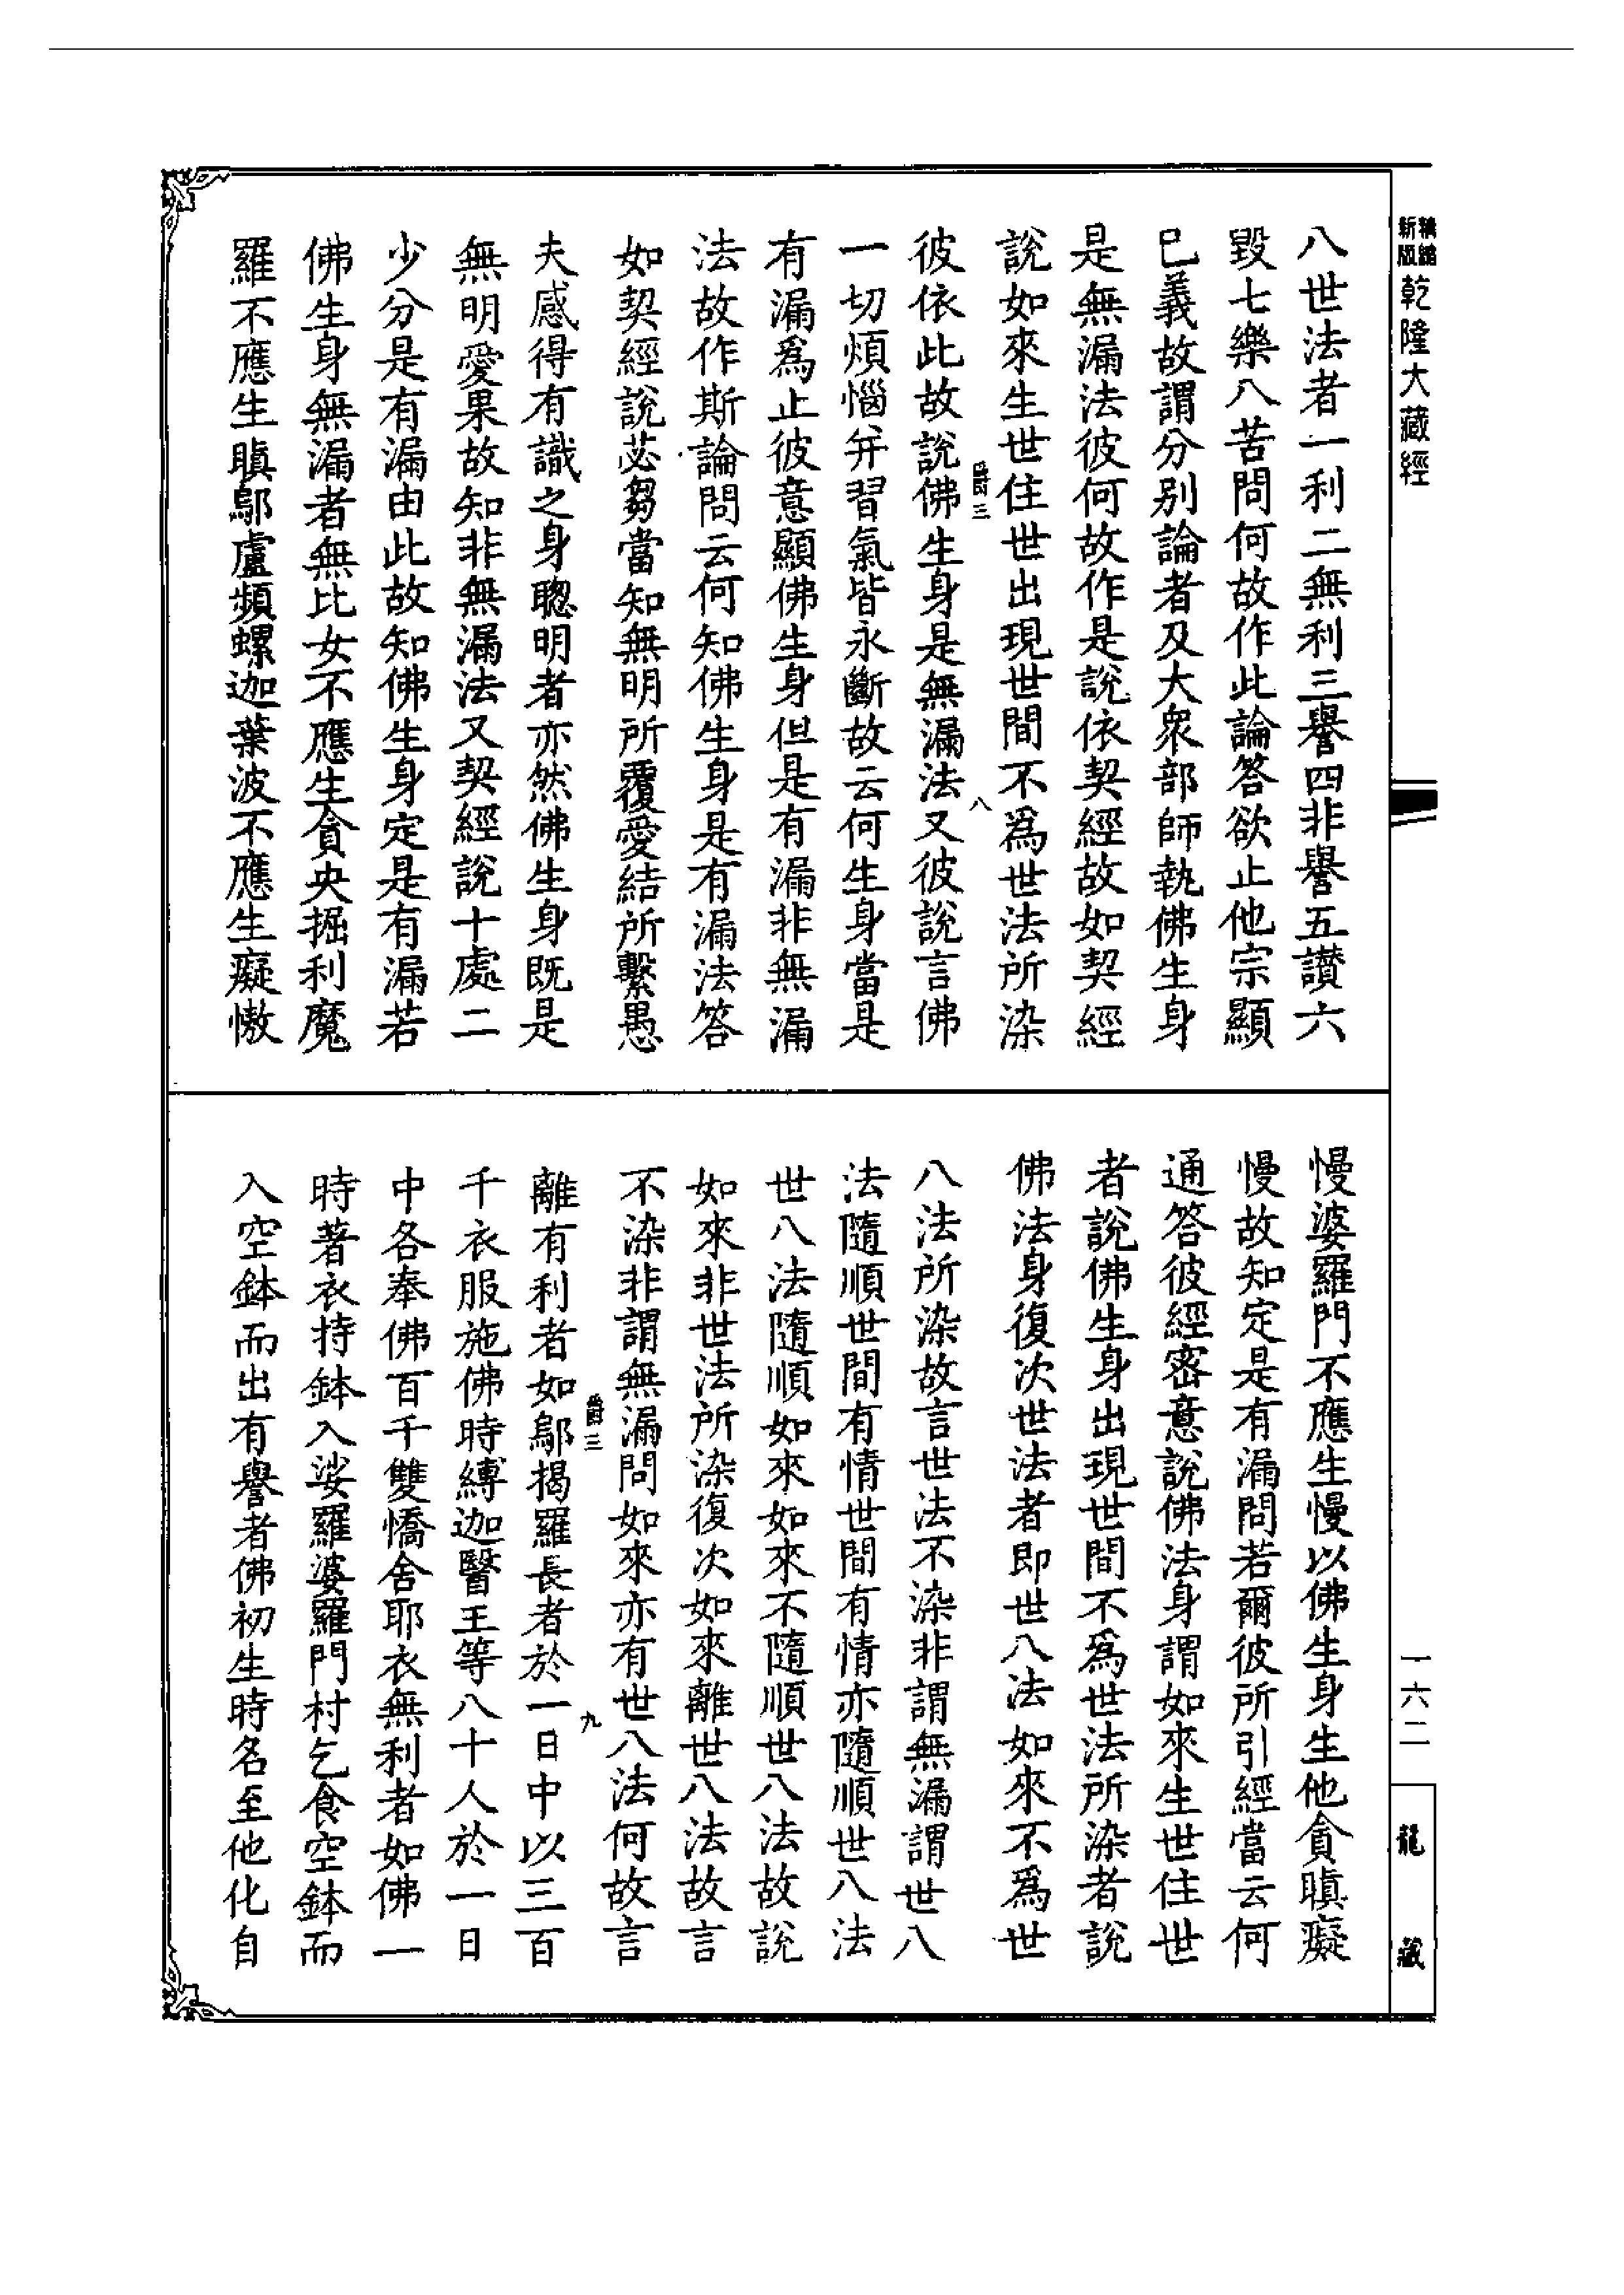 新編
縮版
乾隆大藏經
八世法者一利二無利三譽四非譽五讚六
毀七樂八苦問何故作此論答欲止他宗顯
已義故謂分别論者及大衆部師執佛生身
是無漏法彼何故作是說依契經故如契經
說如來生世住世出現世間不爲世法所染
爵三
八
彼依此故說佛生身是無漏法又彼說言佛
一切煩惱并習氣皆永斷故云何生身當是
有漏爲止彼意顯佛生身但是有漏非無漏
法故作斯論問云何知佛生身是有漏法答
如契經說苾芻當知無明所覆愛結所繫愚
夫感得有識之身聰明者亦然佛生身既是
無明愛果故知非無漏法又契經說十處二
少分是有漏由此故知佛生身定是有漏若
佛生身無漏者無比女不應生貪央掘利魔
羅不應生瞋鄔盧頻螺迦葉波不應生癡憿
慢婆羅門不應生慢以佛生身生他貪瞋癡
慢故知定是有漏問若爾彼所引經當云何
通答彼經密意說佛法身謂如來生世住世
者說佛生身出現世間不爲世法所染者說
佛法身復次世法者即世八法如來不爲世
八法所染故言世法不染非謂無漏謂世八
法隨順世間有情世間有情亦隨順世八法
世八法隨順如來如來不隨順世八法故說
如來非世法所染復次如來離世八法故言
不染非謂無漏問如來亦有世八法何故言
爵三
九
離有利者如鄔揭羅長者於一日中以三百
千衣服施佛時縛迦醫王等八十人於一日
中各奉佛百千雙憍舍耶衣無利者如佛一
時著衣持鉢入娑羅婆羅門村乞食空鉢而
入空鉢而出有譽者佛初生時名至他化自
一六二
龍藏